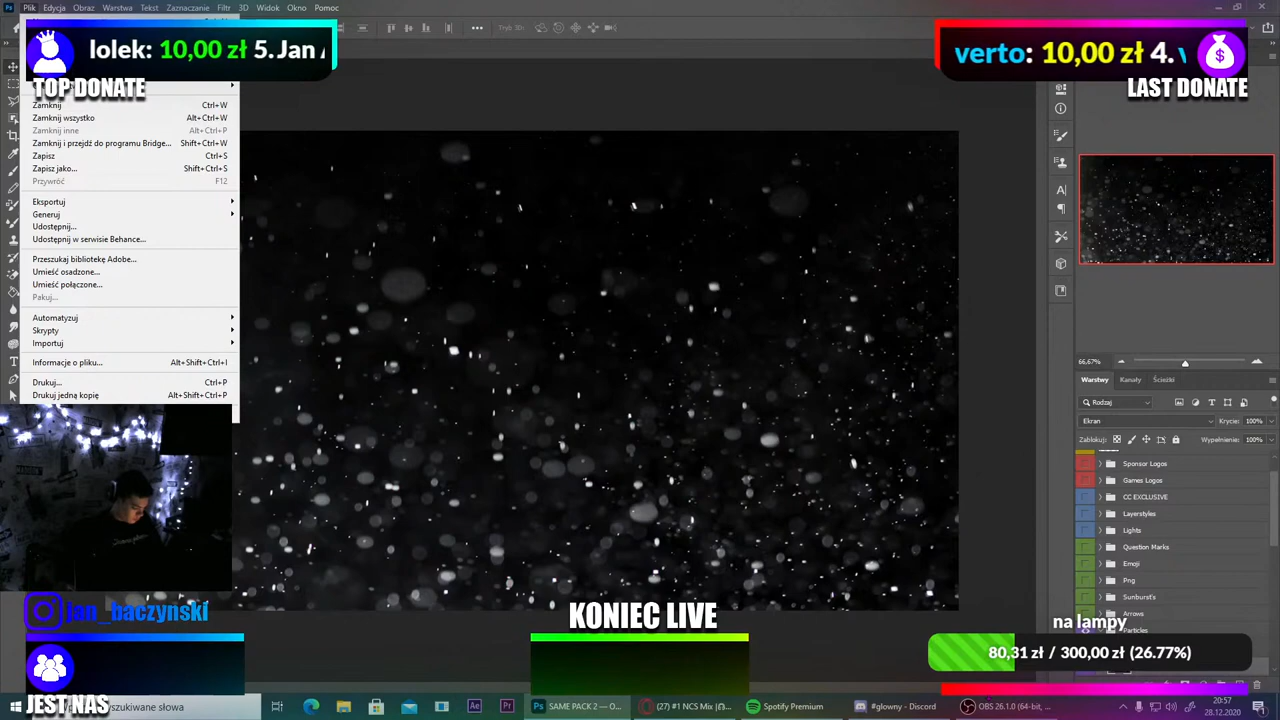 Plik Edycja Obraz Warstwa Tekst Zaznaczanie Filtr 3D Widok Okno Pomoc
Tryb 3D:
lolek: 10,00 zł 5.Jan
verto: 10,00 zł 4.
TOP DONATE
LAST DONATE
Zamknij Ctrl+W
Zamknij wszystko Alt+Ctrl+W
Zamknij inne Alt+Ctrl+P
Zamknij i przejdź do programu Bridge... Shift+Ctrl+W
Zapisz Ctrl+S
Zapisz jako... Shift+Ctrl+S
Przywróć F12
Eksportuj
Generuj
Udostępnij...
Udostępnij w serwisie Behance...
Przeszukaj bibliotekę Adobe...
Umieść osadzone...
Umieść połączone...
Pakuj...
Automatyzuj
Skrypty
Importuj
Informacje o pliku... Alt+Shift+Ctrl+I
Drukuj... Ctrl+P
Drukuj jedną kopię Alt+Shift+Ctrl+P
66,67%
Warstwy Kanały Ścieżki
Rodzaj
Ekran Krycie: 100%
Zablokuj: Wypełnienie: 100%
Sponsor Logos
Games Logos
CC EXCLUSIVE
Layerstyles
Lights
Question Marks
Emoji
Png
Sunburst's
Arrows
Particles
jan_baczynski
KONIEC LIVE
na lampy
80,31 zł / 300,00 zł (26.77%)
JEST NAS
szukiwane słowa
SAME PACK 2 — O...
(27) #1 NCS Mix |
Spotify Premium
#glowny - Discord
OBS 26.1.0 (64-bit, ...
20:57
28.12.2020